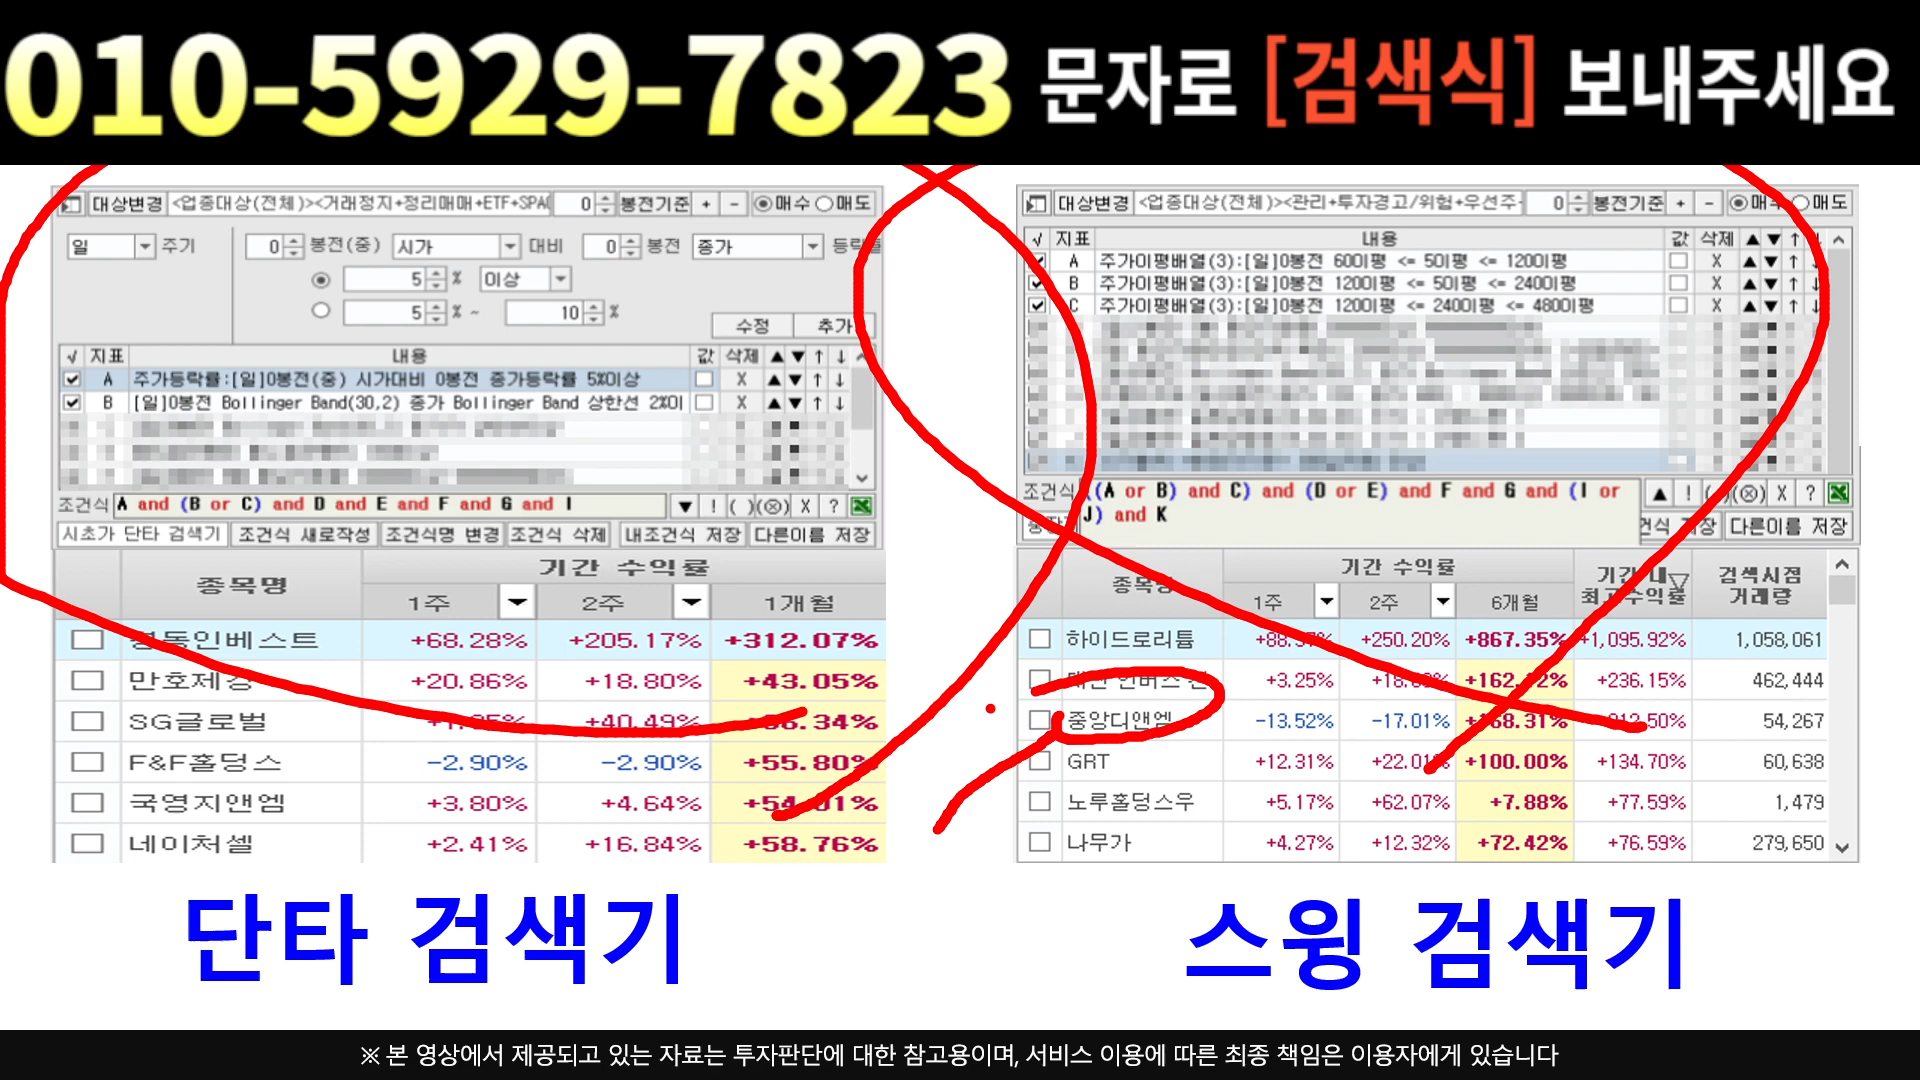 010-5929-7823 문자로 [검색식] 보내주세요
대상변경 <업종대상(전체)><거래정지+정리매매+ETF+SPA( 0 봉전기준 + - 매수 매도
일 주기 0 봉전(중) 시가 대비 0 봉전 종가
5 % 이상
5 % ~ 10 %
수정 추가
√ 지표 내용 값 삭제 ▲ ▼ ↑ ↓
A 주가등락률:[일]0봉전(중) 시가대비 0봉전 종가등락률 5%이상 X ▲ ▼ ↑ ↓
B [일]0봉전 Bollinger Band(30,2) 종가 Bollinger Band 상한선 2%이 X ▲ ▼ ↑ ↓
조건식 A and (B or C) and D and E and F and G and I ▼ ! ( ) (⊗) X ?
시초가 단타 검색기 조건식 새로작성 조건식명 변경 조건식 삭제 내조건식 저장 다른이름 저장
종목명 기간 수익률
1주 2주 1개월
인베스트 +68.28% +205.17% +312.07%
만호제강 +20.86% +18.80% +43.05%
SG글로벌 +40.49%
F&F홀딩스 -2.90% -2.90% +55.80%
국영지앤엠 +3.80% +4.64%
네이처셀 +2.41% +16.84% +58.76%
단타 검색기
대상변경 <업종대상(전체)><관리+투자경고/위험+우선주+ 0 봉전기준 + - 매수 매도
√ 지표 내용 값 삭제 ▲ ▼ ↑
A 주가이평배열(3):[일]0봉전 60이평 <= 5이평 <= 120이평 X ▲ ▼ ↑ ↓
B 주가이평배열(3):[일]0봉전 120이평 <= 5이평 <= 240이평 X ▲ ▼ ↑ ↓
C 주가이평배열(3):[일]0봉전 120이평 <= 240이평 <= 480이평 X ▲ ▼ ↑ ↓
조건식 ((A or B) and C) and (D or E) and F and G and (I or ▲ ! ( ) (⊗) X ?
J) and K
건식 저장 다른이름 저장
종목명 기간 수익률 기간 내 최고수익률 검색시점 거래량
1주 2주 6개월
하이드로리튬 +250.20% +867.35% +1,095.92% 1,058,061
+3.25% +236.15% 462,444
중앙디앤엠 -13.52% -17.01% 54,267
GRT +12.31% +100.00% +134.70% 60,638
노루홀딩스우 +5.17% +62.07% +7.88% +77.59% 1,479
나무가 +4.27% +12.32% +72.42% +76.59% 279,650
스윙 검색기
※ 본 영상에서 제공되고 있는 자료는 투자판단에 대한 참고용이며, 서비스 이용에 따른 최종 책임은 이용자에게 있습니다